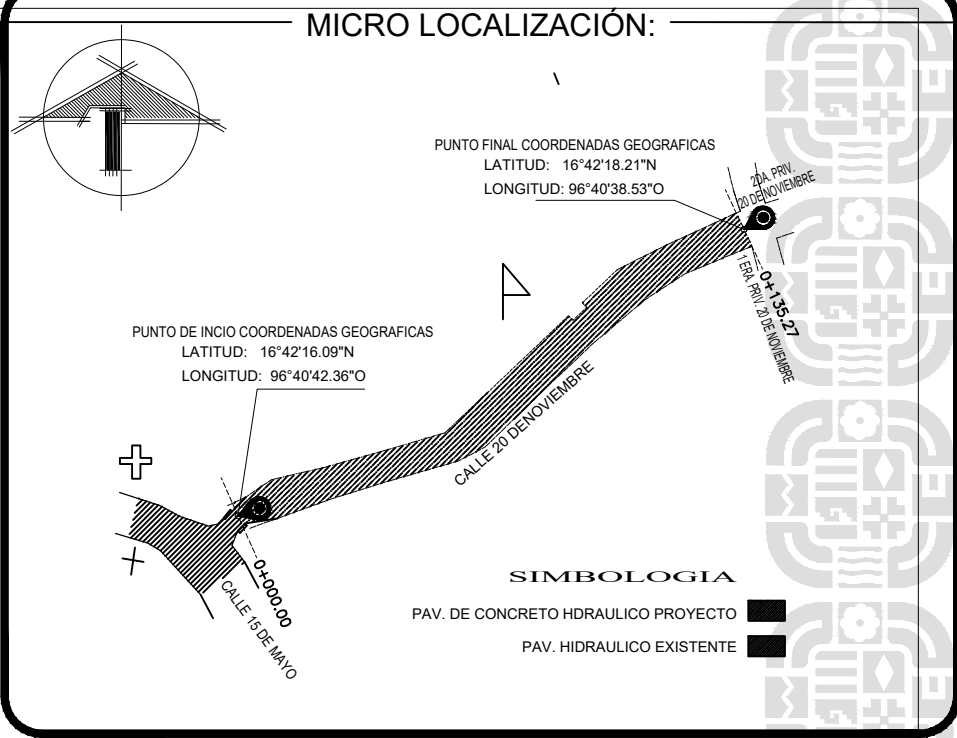 MICRO LOCALIZACIÓN:
PUNTO FINAL COORDENADAS GEOGRAFICAS
LATITUD: 16°42'18.21"N
LONGITUD: 96°40'38.53"O
2DA. PRIV.
20 DE NOVIEMBRE
0+135.27
1 ERA. PRIV. 20 DE NOVIEMBRE
PUNTO DE INCIO COORDENADAS GEOGRAFICAS
LATITUD: 16°42'16.09"N
LONGITUD: 96°40'42.36"O
CALLE 20 DENOVIEMBRE
0+000.00
CALLE 15 DE MAYO
SIMBOLOGIA
PAV. DE CONCRETO HDRAULICO PROYECTO
PAV. HIDRAULICO EXISTENTE